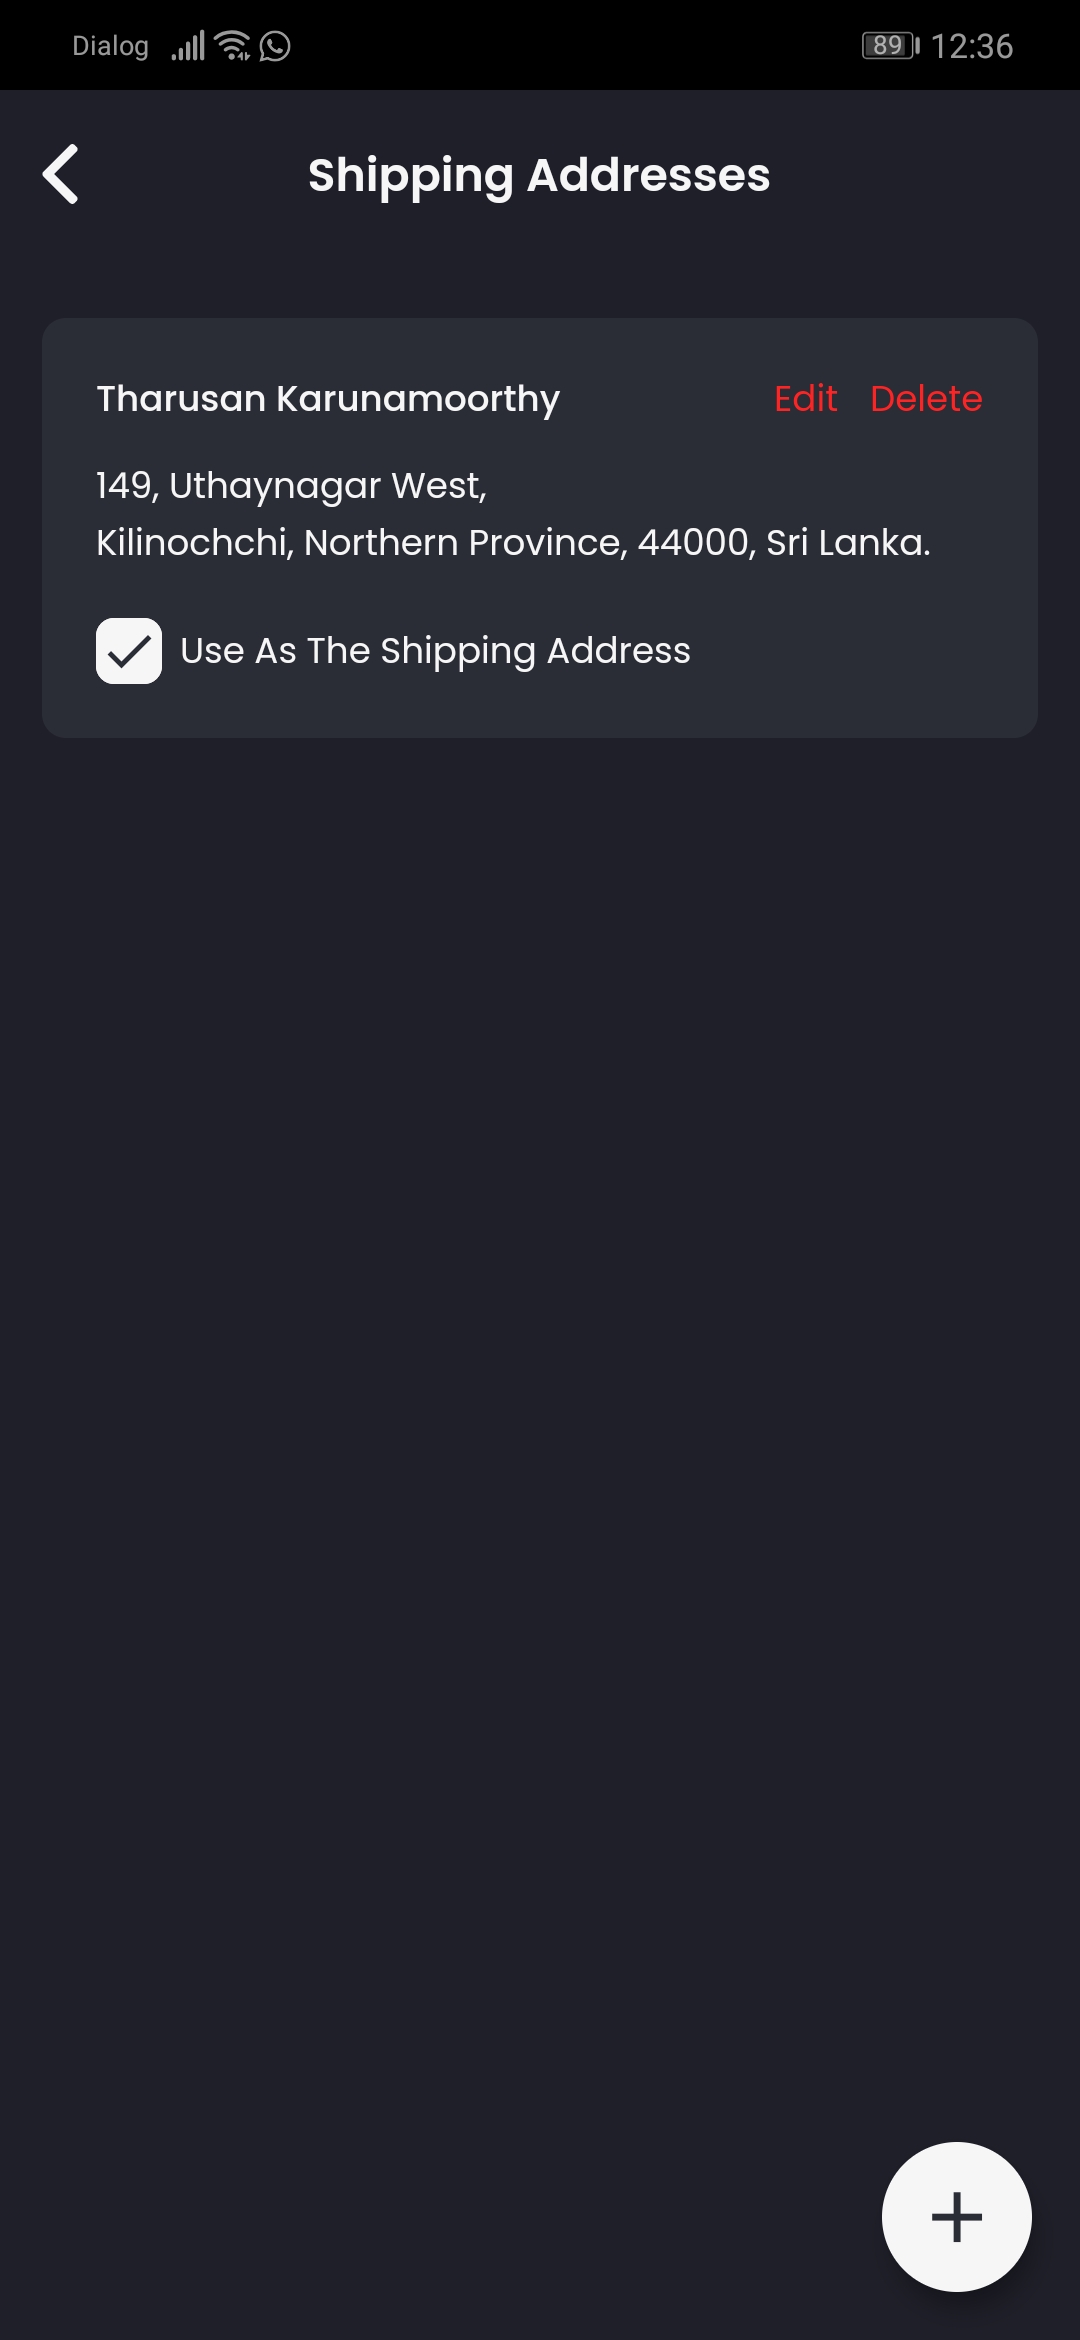 Dialog 89 12:36
Shipping Addresses
Tharusan Karunamoorthy Edit Delete
149, Uthaynagar West,
Kilinochchi, Northern Province, 44000, Sri Lanka.
Use As The Shipping Address